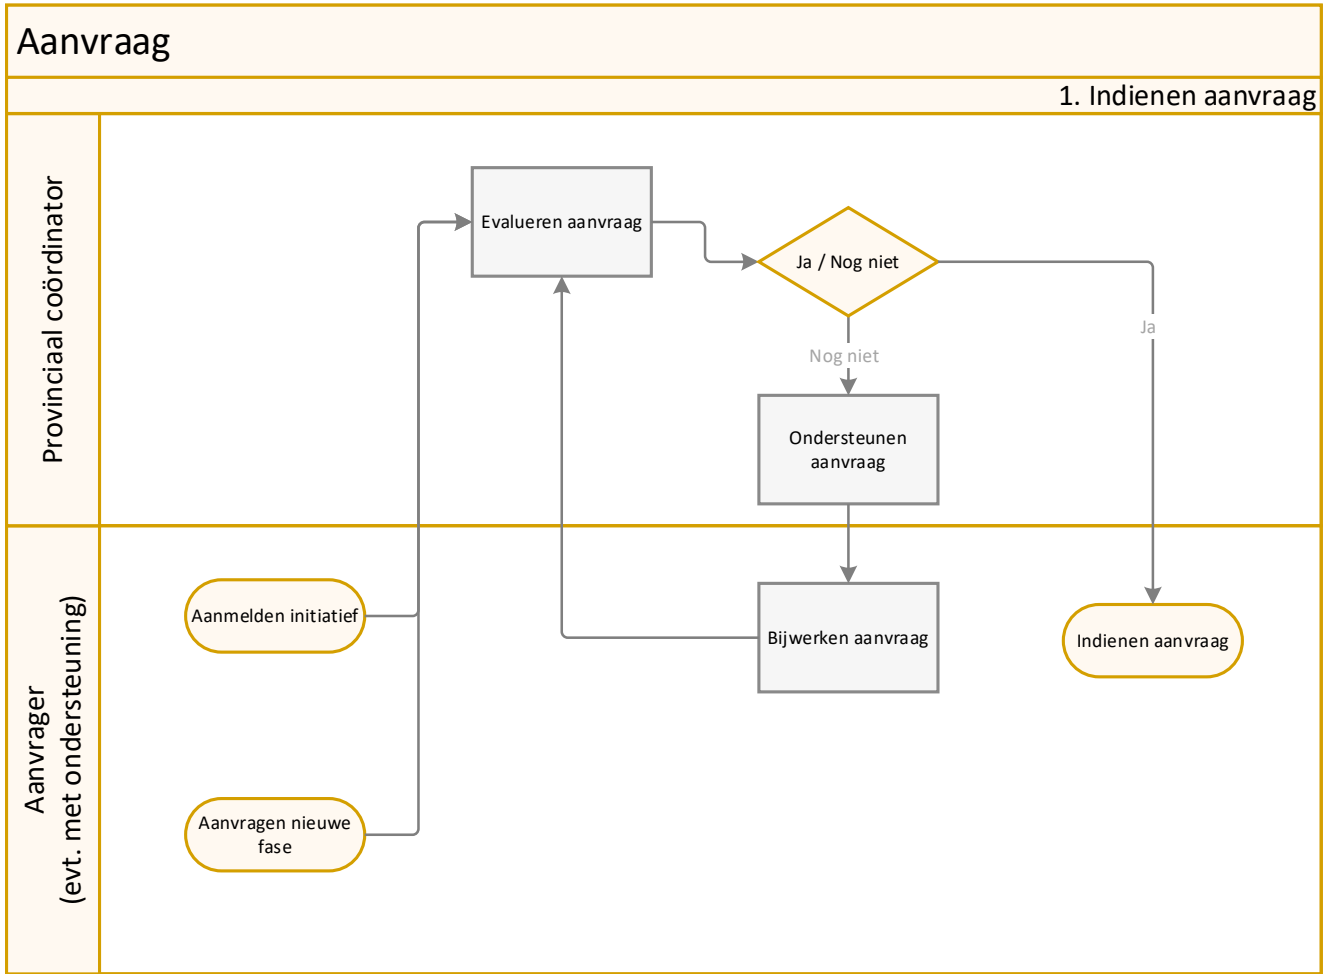 Aanvraag
1. Indienen aanvraag
Provinciaal coördinator
Evalueren aanvraag
Ja / Nog niet
Ja
Nog niet
Ondersteunen
aanvraag
Aanvrager
(evt. met ondersteuning)
Aanmelden initiatief
Bijwerken aanvraag
Indienen aanvraag
Aanvragen nieuwe
fase